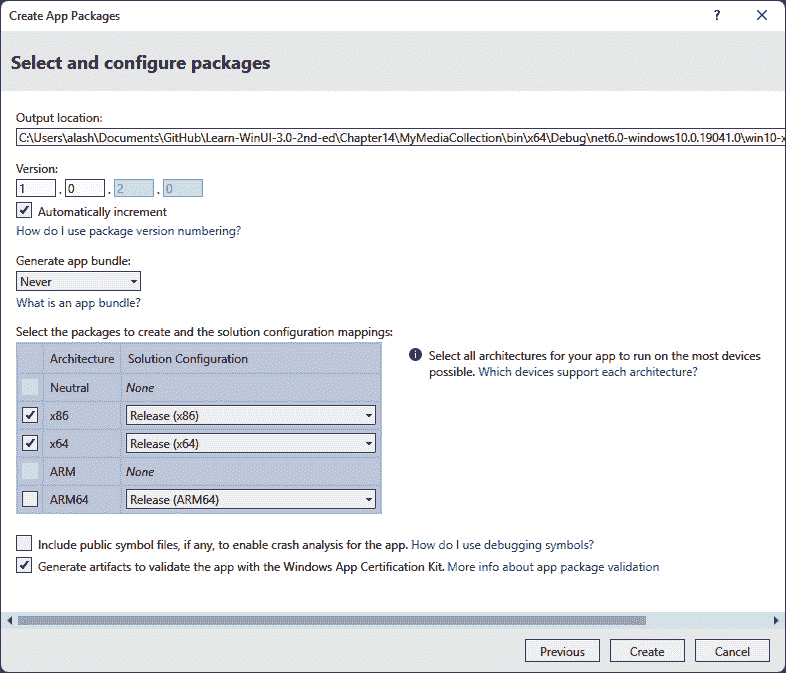 Create App Packages
?
Select and configure packages
Output location:
C:\Users\alash\Documents\GitHub\Learn-WinUI-3.0-2nd-ed\Chapter14\MyMediaCollection\bin\x64\Debug\net6.0-windows10.0.19041.0\win10-x
Version:
1 . 0 . 2 . 0
Automatically increment
How do I use package version numbering?
Generate app bundle:
Never
What is an app bundle?
Select the packages to create and the solution configuration mappings:
Architecture Solution Configuration
Neutral None
x86 Release (x86)
x64 Release (x64)
ARM None
ARM64 Release (ARM64)
Select all architectures for your app to run on the most devices
possible. Which devices support each architecture?
Include public symbol files, if any, to enable crash analysis for the app. How do I use debugging symbols?
Generate artifacts to validate the app with the Windows App Certification Kit. More info about app package validation
Previous Create Cancel